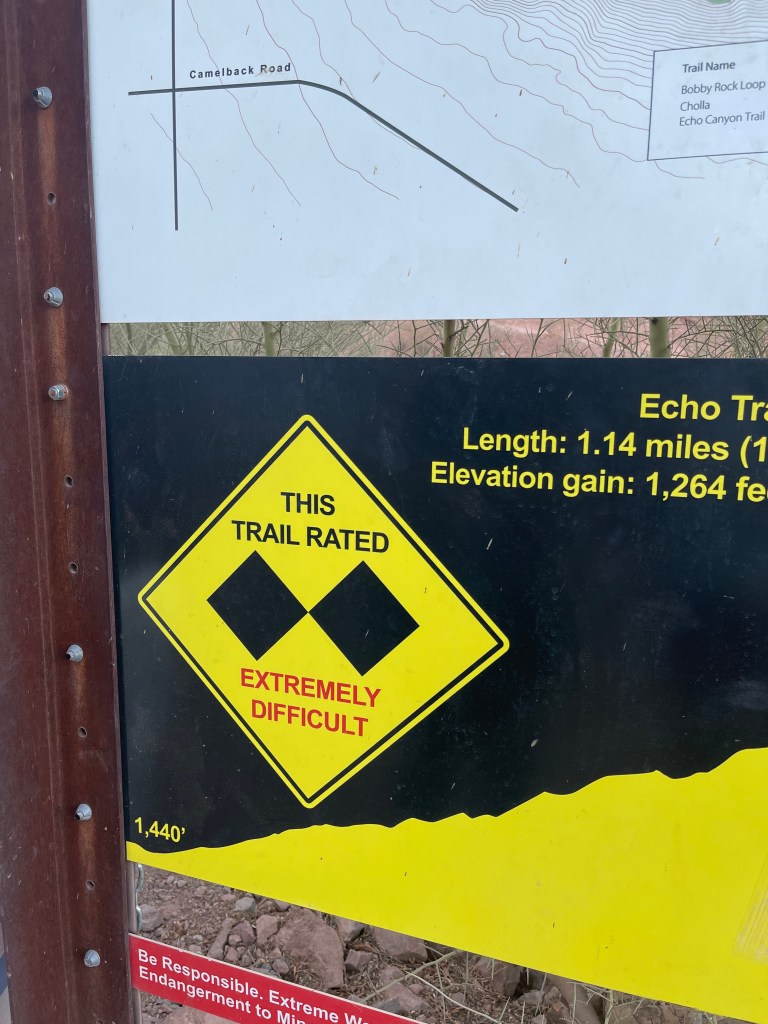 Camelback Road
Trail Name
Bobby Rock Loop
Cholla
Echo Canyon Trail
Echo
Length: 1.14 miles
Elevation gain: 1,264
THIS
TRAIL RATED
EXTREMELY
DIFFICULT
1,440'
Be Responsible. Extreme
Endangerment to